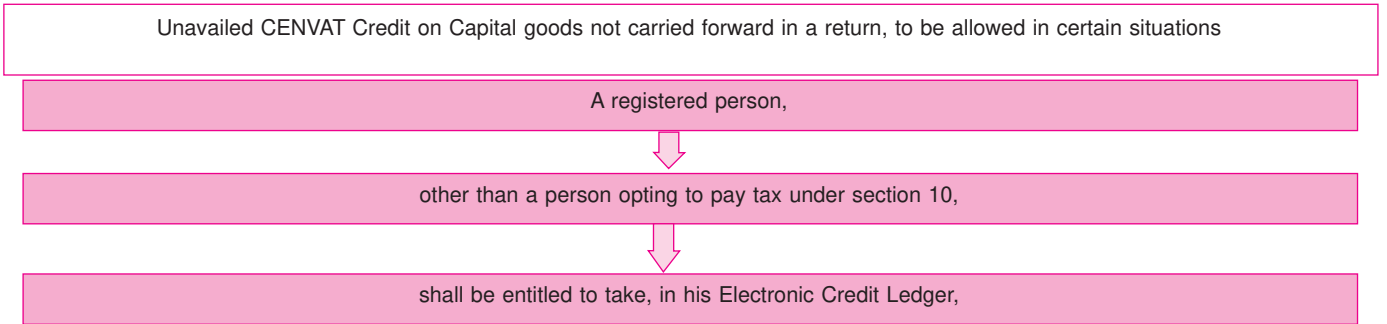 Unavailed CENVAT Credit on Capital goods not carried forward in a return, to be allowed in certain situations
A registered person,
other than a person opting to pay tax under section 10,
shall be entitled to take, in his Electronic Credit Ledger,